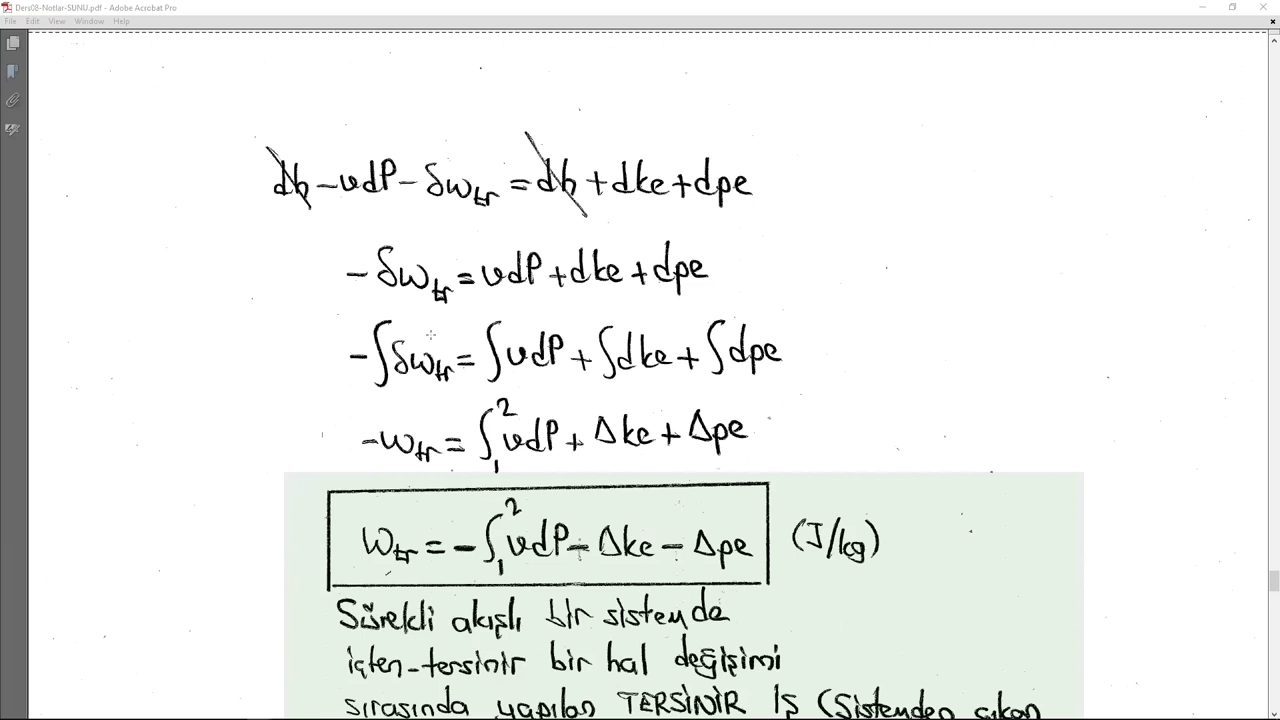 Ders08-Notlar-SUNU.pdf - Adobe Acrobat Pro
File Edit View Window Help
dh - vdP - δw_tr = dh + dke + dpe
- δw_tr = vdP + dke + dpe
- ∫δw_tr = ∫vdP + ∫dke + ∫dpe
- w_tr = ∫₁² vdP + Δke + Δpe
w_tr = - ∫₁² vdP - Δke - Δpe (J/kg)
Sürekli akışlı bir sistemde
içten-tersinir bir hal değişimi
sırasında yapılan TERSİNİR İş (Sistemden çıkan